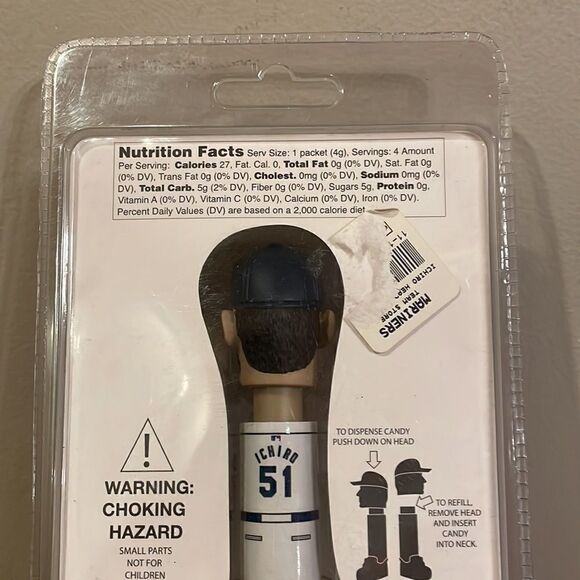 Nutrition Facts Serv Size: 1 packet (4g), Servings: 4 Amount
Per Serving: Calories 27, Fat. Cal. 0, Total Fat 0g (0% DV), Sat. Fat 0g
(0% DV), Trans Fat 0g (0% DV), Cholest. 0mg (0% DV), Sodium 0mg (0%
DV), Total Carb. 5g (2% DV), Fiber 0g (0% DV), Sugars 5g, Protein 0g,
Vitamin A (0% DV), Vitamin C (0% DV), Calcium (0% DV), Iron (0% DV).
Percent Daily Values (DV) are based on a 2,000 calorie diet
MARINERS
TEAM STORE
ICHIRO
11-1
ICHIRO
51
WARNING:
CHOKING
HAZARD
SMALL PARTS
NOT FOR
CHILDREN
TO DISPENSE CANDY
PUSH DOWN ON HEAD
TO REFILL,
REMOVE HEAD
AND INSERT
CANDY
INTO NECK.